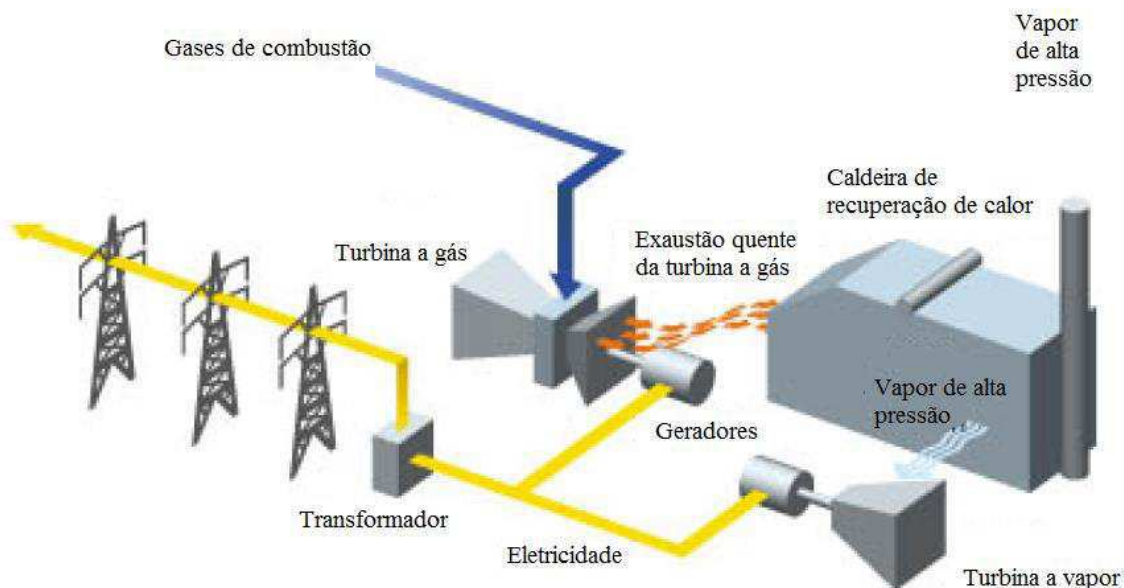 Vapor
de alta
pressão
Gases de combustão
Caldeira de
recuperação de calor
Turbina a gás
Exaustão quente
da turbina a gás
Vapor de alta
pressão
Geradores
Transformador
Eletricidade
Turbina a vapor